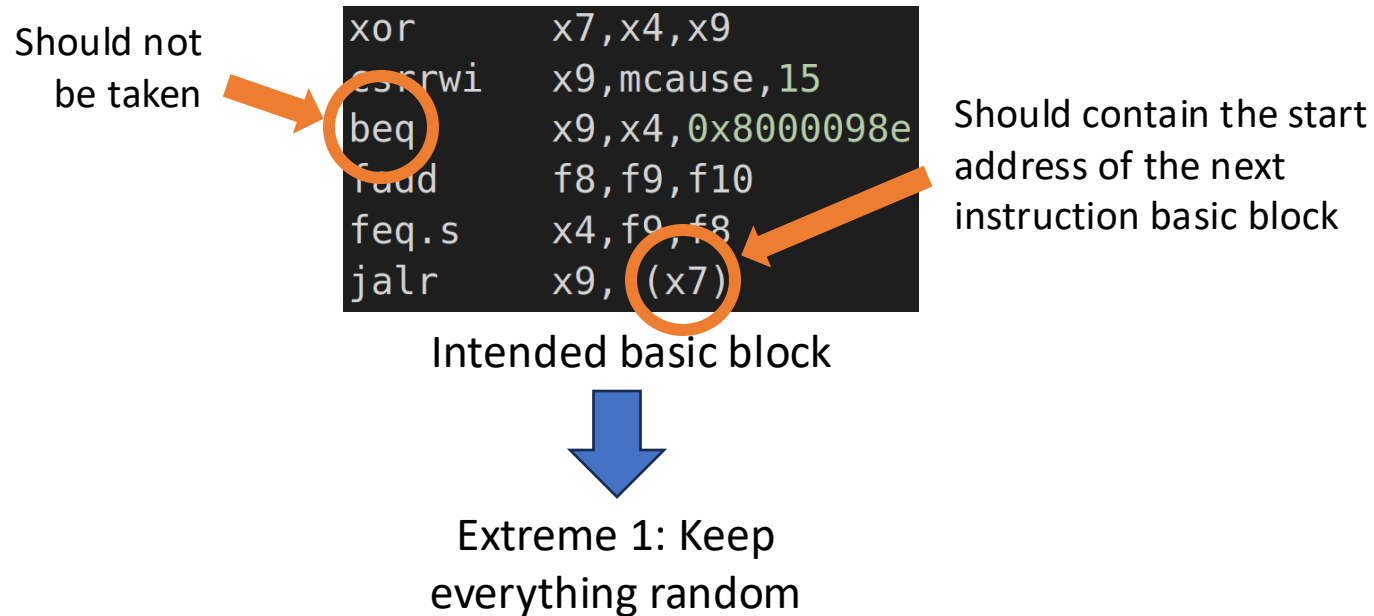 Should not
be taken
xor x7,x4,x9
csrrwi x9,mcause,15
beq x9,x4,0x8000098e
fadd f8,f9,f10
feq.s x4,f9,f8
jalr x9, (x7)
Should contain the start
address of the next
instruction basic block
Intended basic block
Extreme 1: Keep
everything random